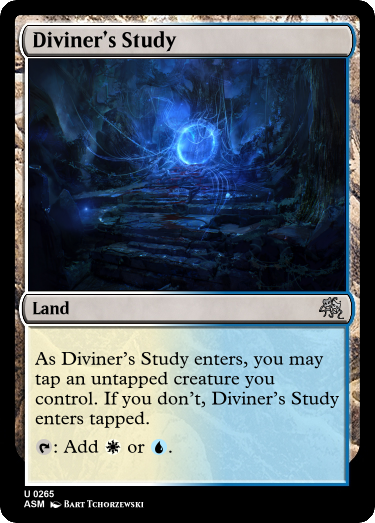 Diviner's Study
Land
As Diviner's Study enters, you may
tap an untapped creature you
control. If you don't, Diviner's Study
enters tapped.
: Add or .
U 0265
ASM Bart Tchorzewski